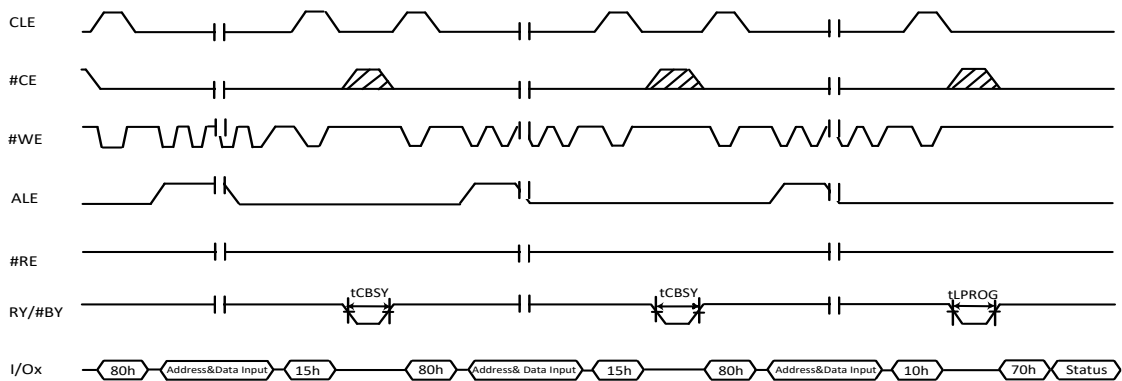 CLE
#CE
#WE
ALE
#RE
tCBSY tCBSY tLPROG
RY/#BY
I/Ox 80h Address&Data Input 15h 80h Address& Data Input 15h 80h Address&Data Input 10h 70h Status